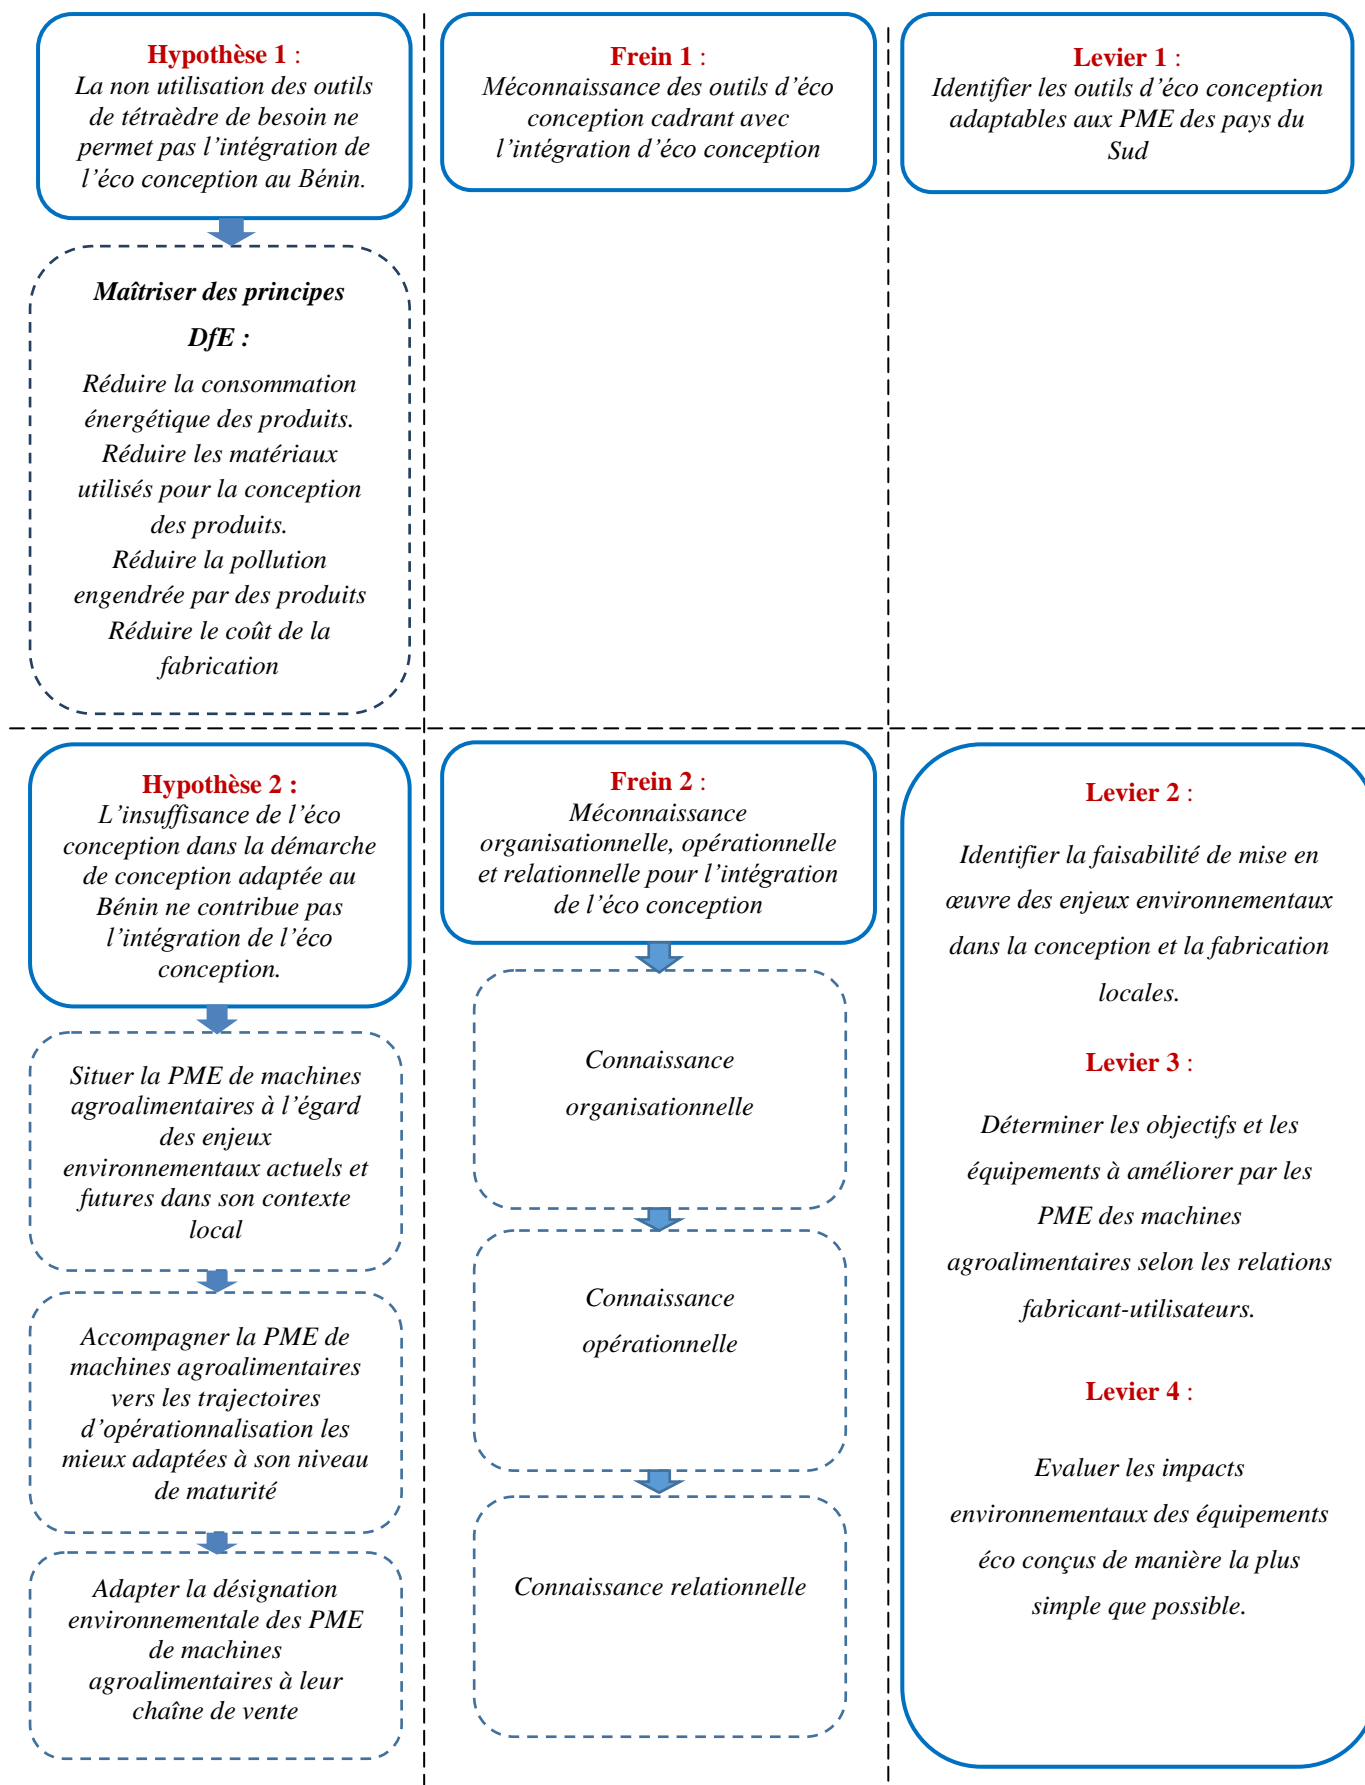 Hypothèse 1 :
La non utilisation des outils
de tétraèdre de besoin ne
permet pas l’intégration de
l’éco conception au Bénin.
Maîtriser des principes
DfE :
Réduire la consommation
énergétique des produits.
Réduire les matériaux
utilisés pour la conception
des produits.
Réduire la pollution
engendrée par des produits
Réduire le coût de la
fabrication
Frein 1 :
Méconnaissance des outils d’éco
conception cadrant avec
l’intégration d’éco conception
Levier 1 :
Identifier les outils d’éco conception
adaptables aux PME des pays du
Sud
Hypothèse 2 :
L’insuffisance de l’éco
conception dans la démarche
de conception adaptée au
Bénin ne contribue pas
l’intégration de l’éco
conception.
Situer la PME de machines
agroalimentaires à l’égard
des enjeux
environnementaux actuels et
futures dans son contexte
local
Accompagner la PME de
machines agroalimentaires
vers les trajectoires
d’opérationnalisation les
mieux adaptées à son niveau
de maturité
Adapter la désignation
environnementale des PME
de machines
agroalimentaires à leur
chaîne de vente
Frein 2 :
Méconnaissance
organisationnelle, opérationnelle
et relationnelle pour l’intégration
de l’éco conception
Connaissance
organisationnelle
Connaissance
opérationnelle
Connaissance relationnelle
Levier 2 :
Identifier la faisabilité de mise en
œuvre des enjeux environnementaux
dans la conception et la fabrication
locales.
Levier 3 :
Déterminer les objectifs et les
équipements à améliorer par les
PME des machines
agroalimentaires selon les relations
fabricant-utilisateurs.
Levier 4 :
Evaluer les impacts
environnementaux des équipements
éco conçus de manière la plus
simple que possible.